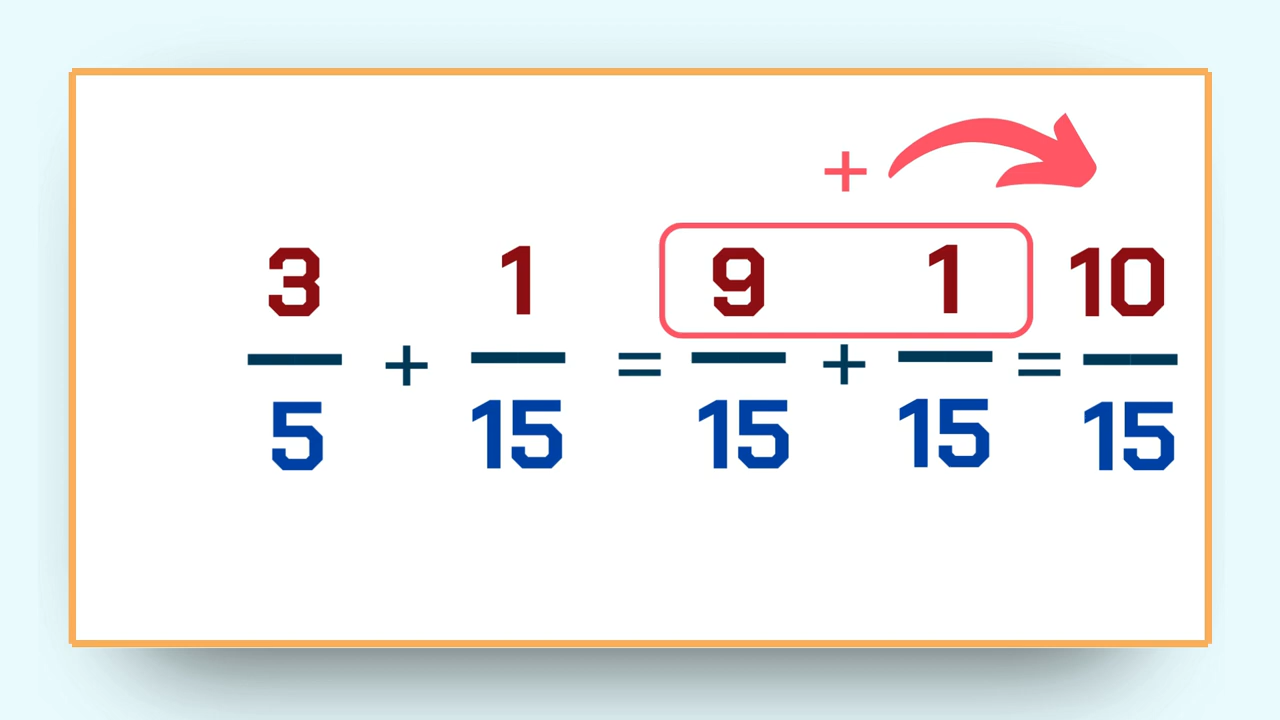 +
3/5 + 1/15 = 9/15 + 1/15 = 10/15